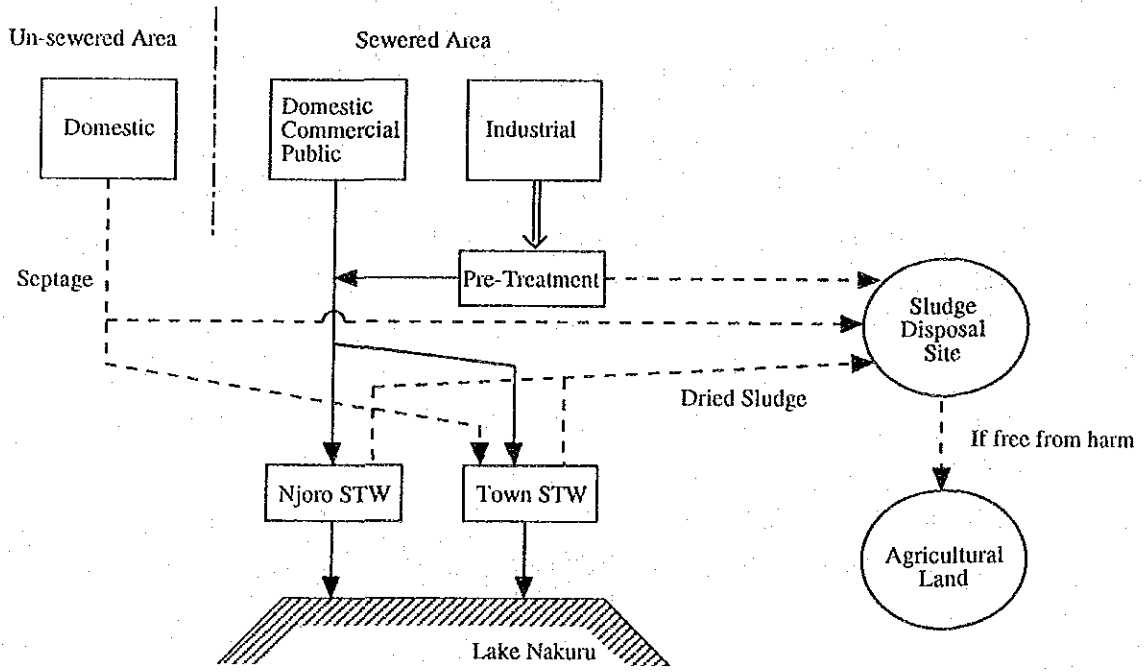 Un-sewered Area
Sewered Area
Domestic
Domestic
Commercial
Public
Industrial
Septage
Pre-Treatment
Sludge
Disposal
Site
Dried Sludge
If free from harm
Njoro STW
Town STW
Agricultural
Land
Lake Nakuru